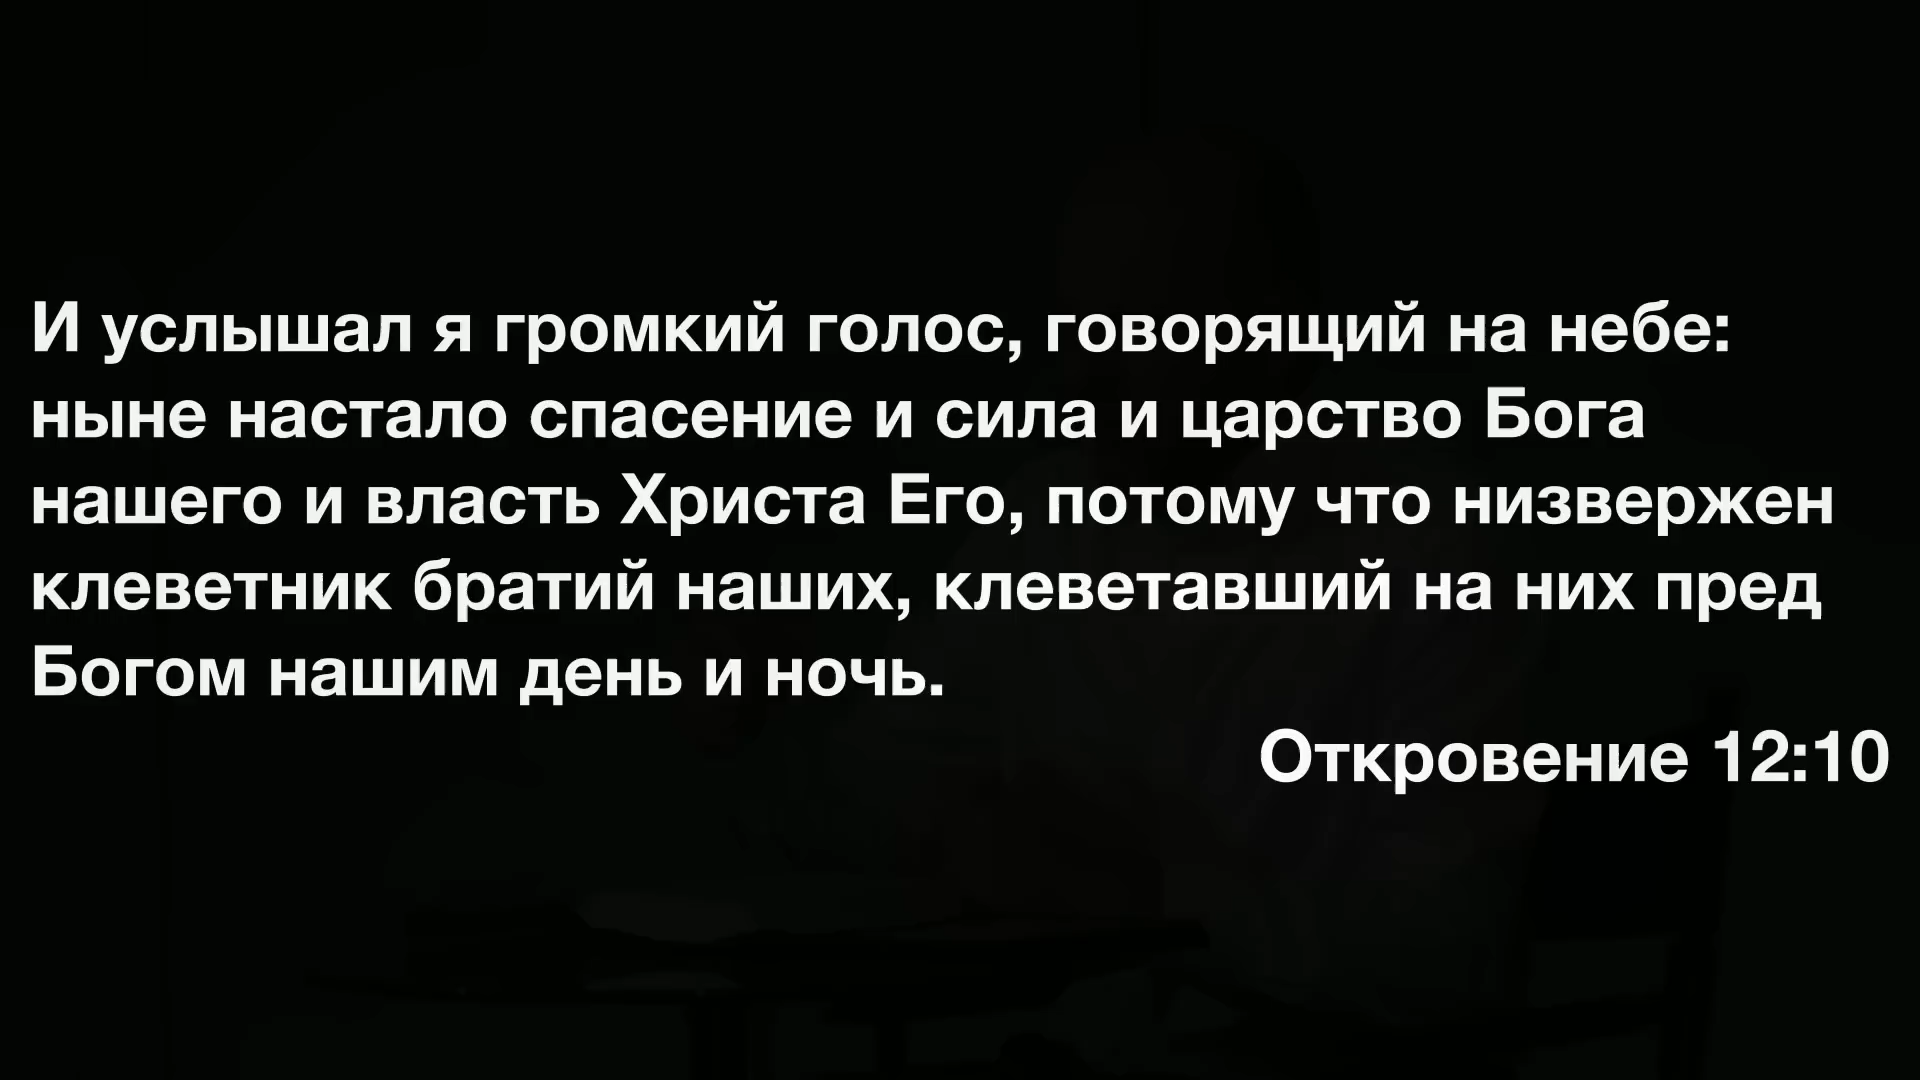 И услышал я громкий голос, говорящий на небе:
ныне настало спасение и сила и царство Бога
нашего и власть Христа Его, потому что низвержен
клеветник братий наших, клеветавший на них пред
Богом нашим день и ночь.
Откровение 12:10